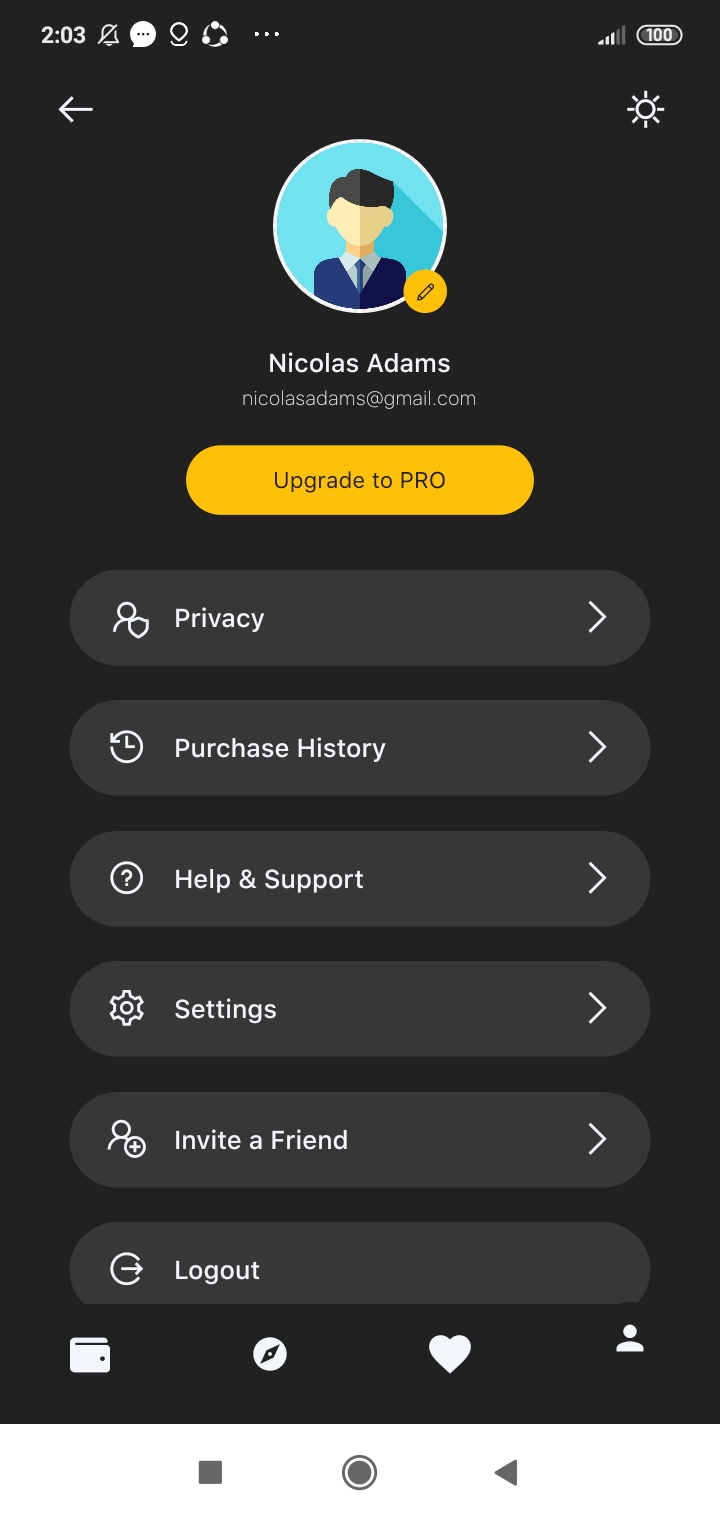 2:03
100
Nicolas Adams
nicolasadams@gmail.com
Upgrade to PRO
Privacy
Purchase History
Help & Support
Settings
Invite a Friend
Logout